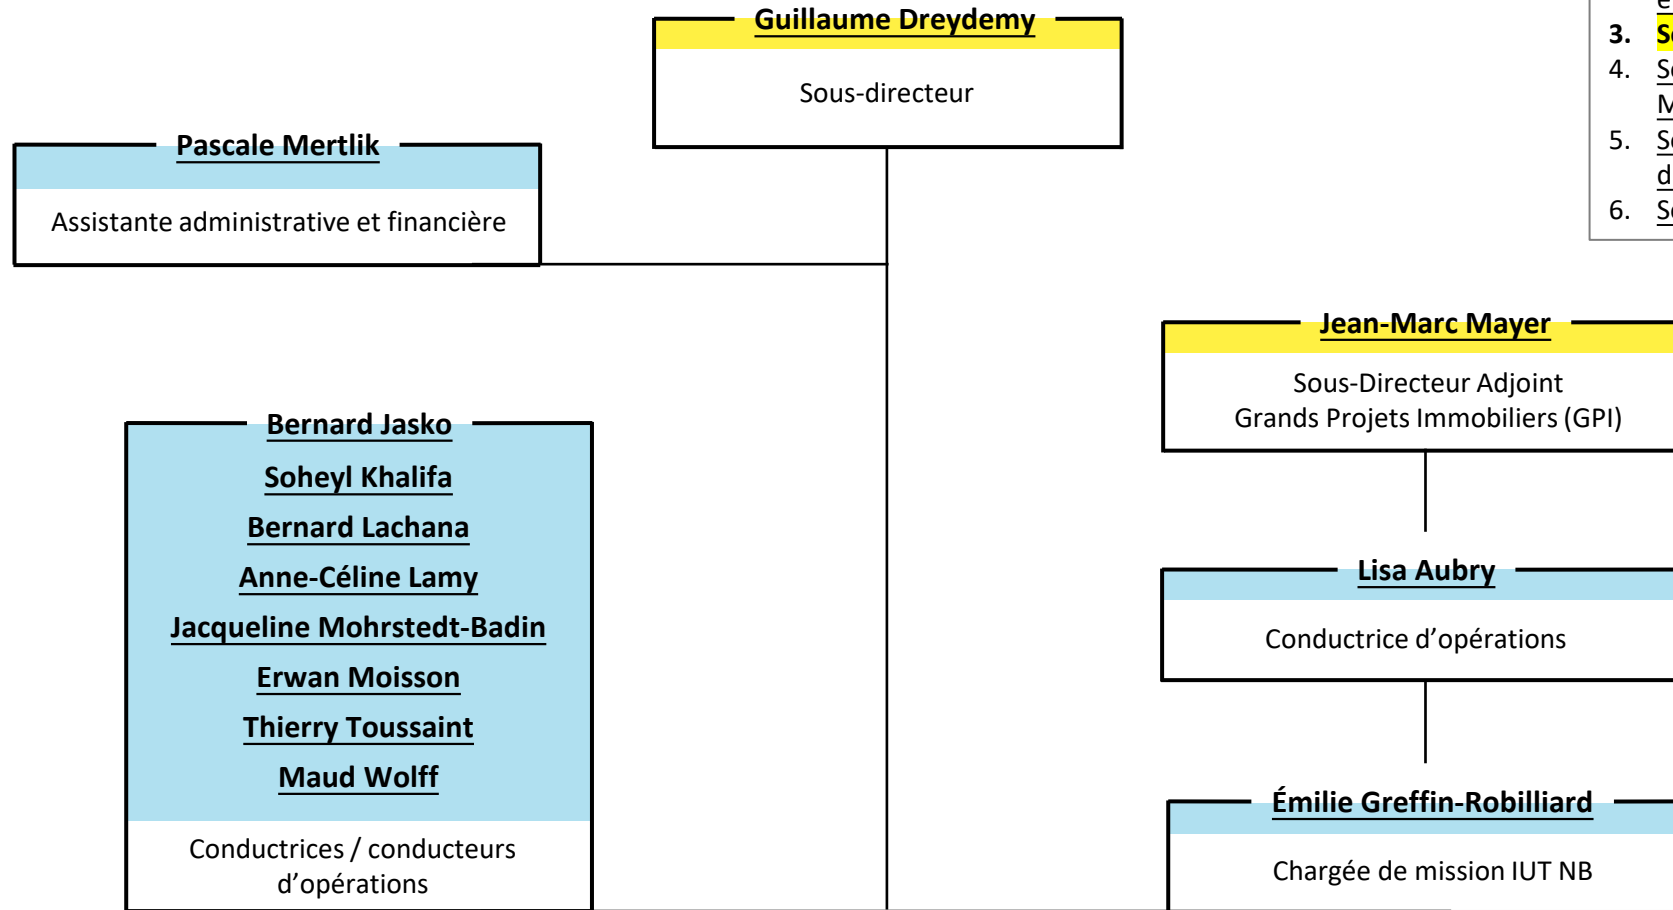 Guillaume Dreydemy
Sous-directeur
3.
4.
5.
6.
Pascale Mertlik
Assistante administrative et financière
Jean-Marc Mayer
Sous-Directeur Adjoint
Grands Projets Immobiliers (GPI)
Bernard Jasko
Soheyl Khalifa
Bernard Lachana
Anne-Céline Lamy
Jacqueline Mohrstedt-Badin
Erwan Moisson
Thierry Toussaint
Maud Wolff
Conductrices / conducteurs
d’opérations
Lisa Aubry
Conductrice d’opérations
Émilie Greffin-Robilliard
Chargée de mission IUT NB